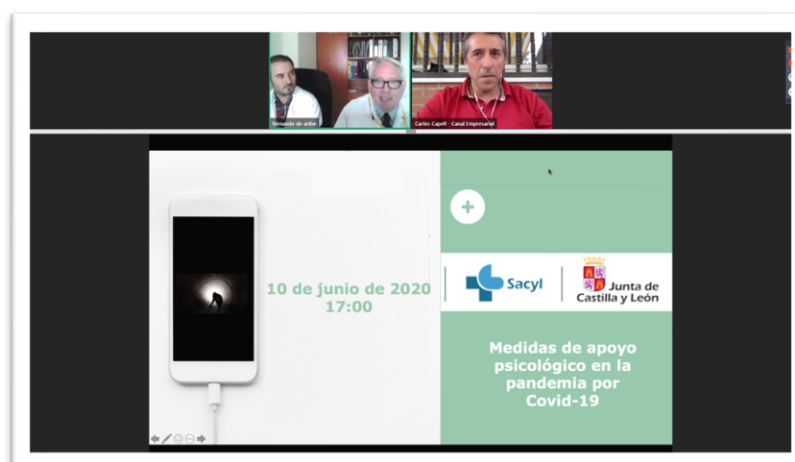 fernando de uribe
Carlos Capell - Canal Empresarial
10 de junio de 2020
17:00
Sacyl
Junta de
Castilla y León
Medidas de apoyo
psicológico en la
pandemia por
Covid-19